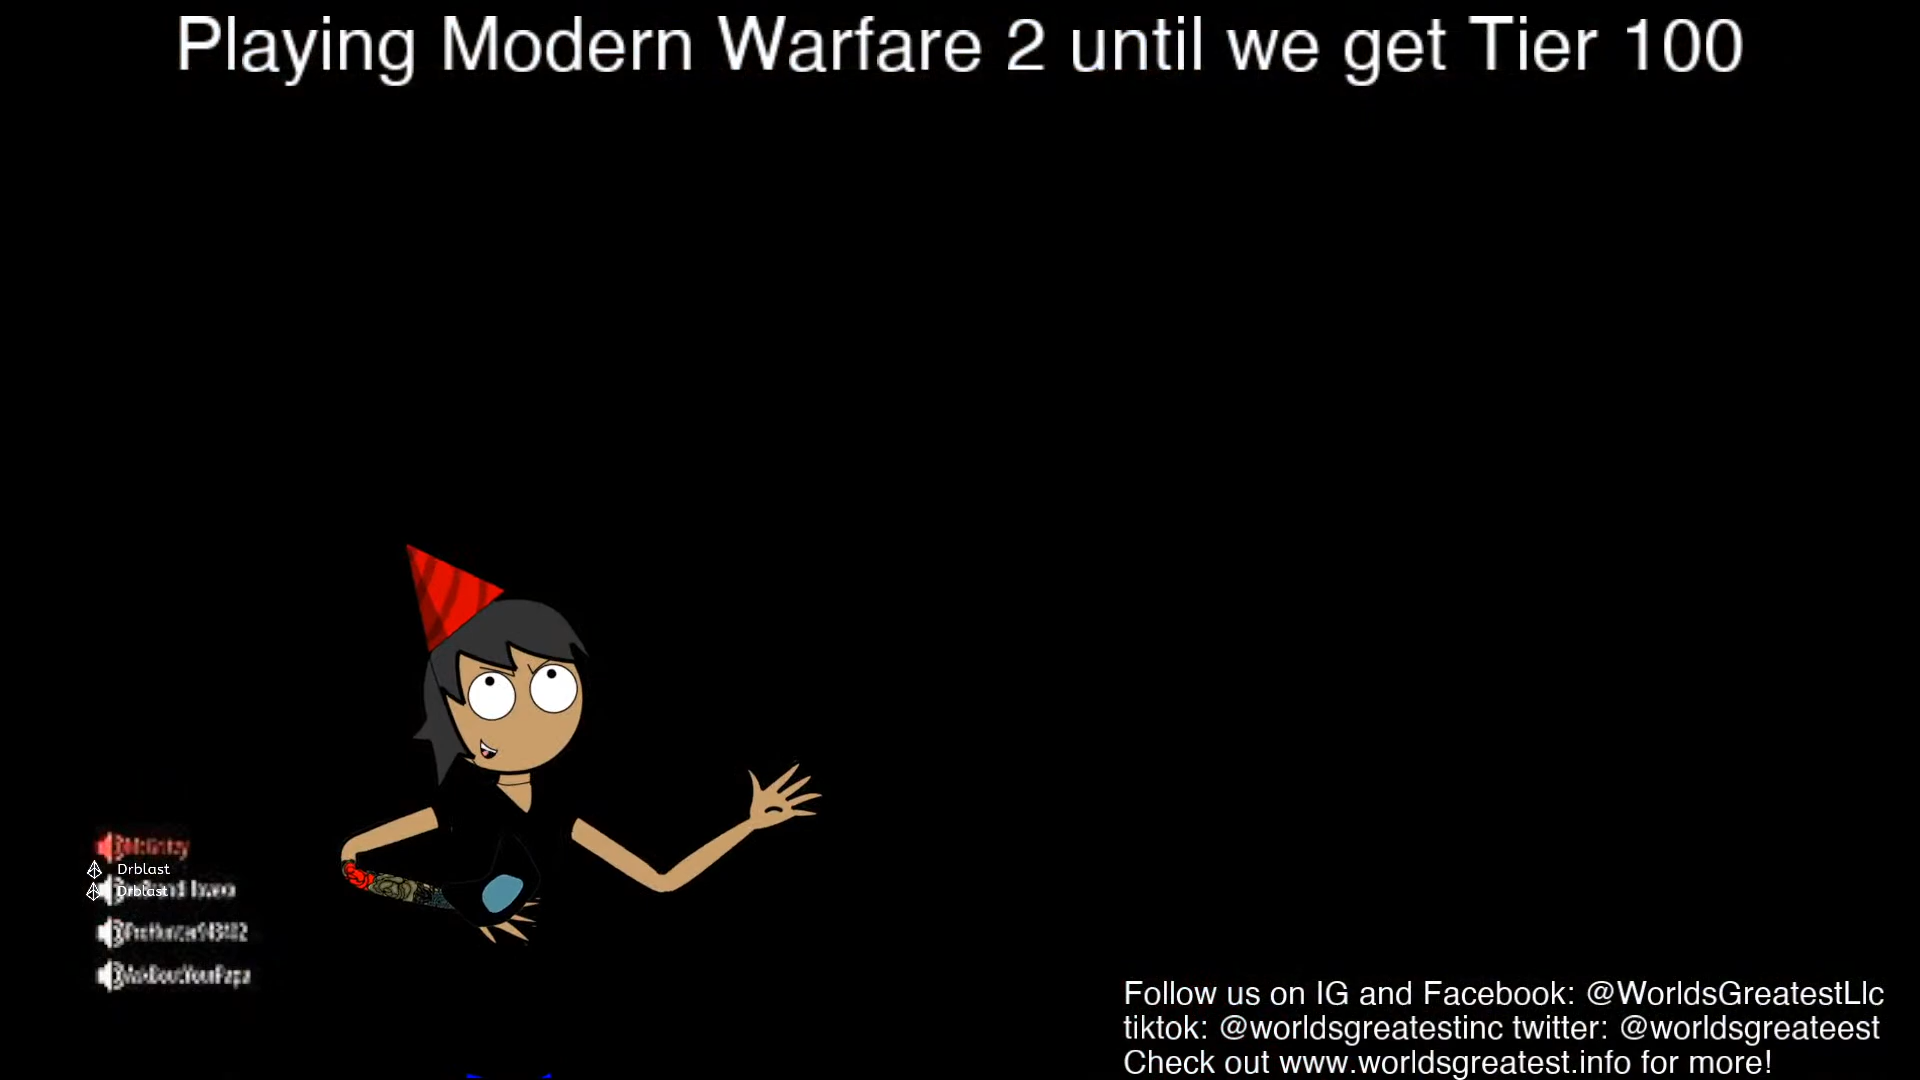 Playing Modern Warfare 2 until we get Tier 100
Drblast
Drblast
Follow us on IG and Facebook: @WorldsGreatestLlc
tiktok: @worldsgreatestinc twitter: @worldsgreateest
Check out www.worldsgreatest.info for more!